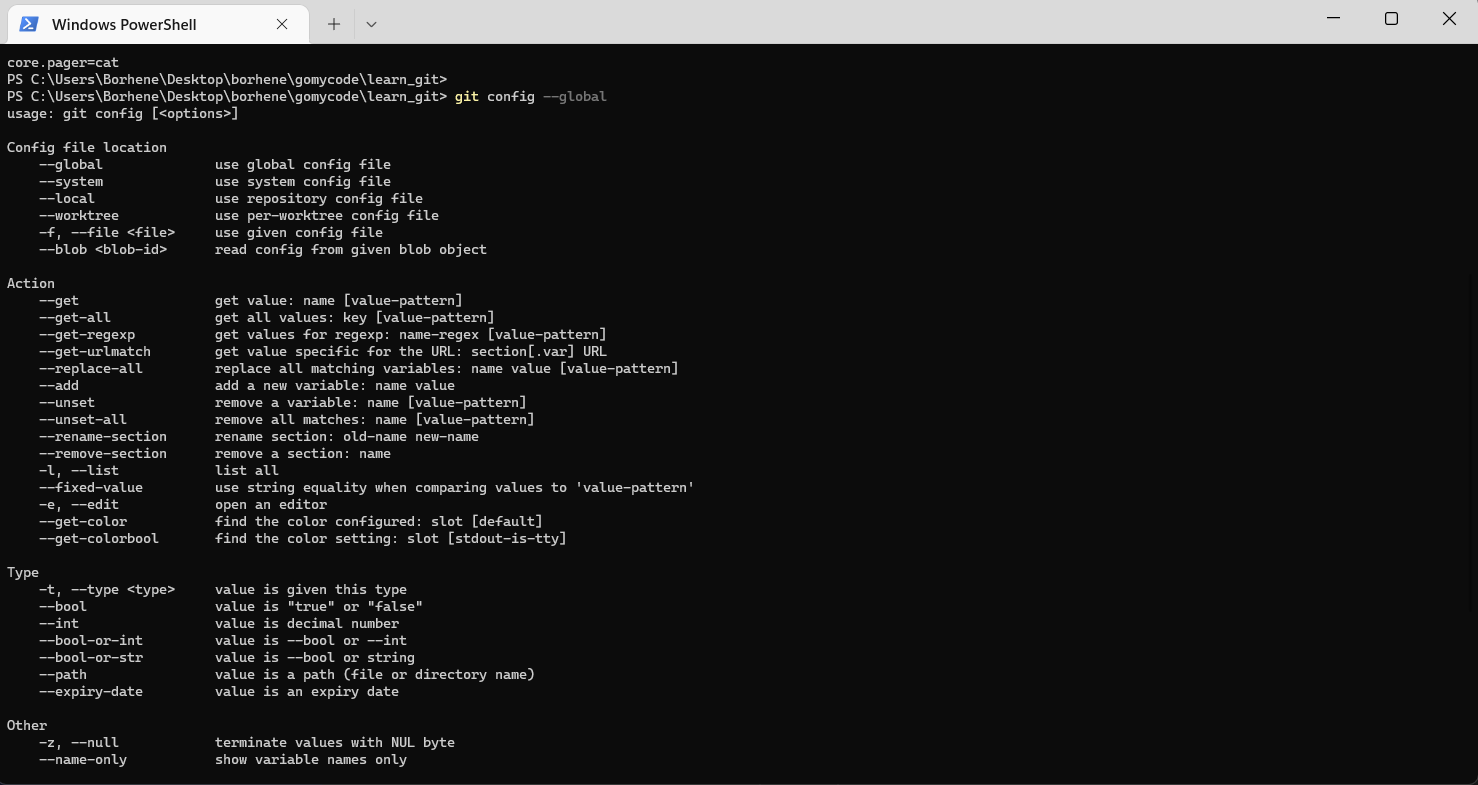 Windows PowerShell
core.pager=cat
PS C:\Users\Borhene\Desktop\borhene\gomycode\learn_git>
PS C:\Users\Borhene\Desktop\borhene\gomycode\learn_git> git config --global
usage: git config [<options>]
Config file location
--global use global config file
--system use system config file
--local use repository config file
--worktree use per-worktree config file
-f, --file <file> use given config file
--blob <blob-id> read config from given blob object
Action
--get get value: name [value-pattern]
--get-all get all values: key [value-pattern]
--get-regexp get values for regexp: name-regex [value-pattern]
--get-urlmatch get value specific for the URL: section[.var] URL
--replace-all replace all matching variables: name value [value-pattern]
--add add a new variable: name value
--unset remove a variable: name [value-pattern]
--unset-all remove all matches: name [value-pattern]
--rename-section rename section: old-name new-name
--remove-section remove a section: name
-l, --list list all
--fixed-value use string equality when comparing values to 'value-pattern'
-e, --edit open an editor
--get-color find the color configured: slot [default]
--get-colorbool find the color setting: slot [stdout-is-tty]
Type
-t, --type <type> value is given this type
--bool value is "true" or "false"
--int value is decimal number
--bool-or-int value is --bool or --int
--bool-or-str value is --bool or string
--path value is a path (file or directory name)
--expiry-date value is an expiry date
Other
-z, --null terminate values with NUL byte
--name-only show variable names only